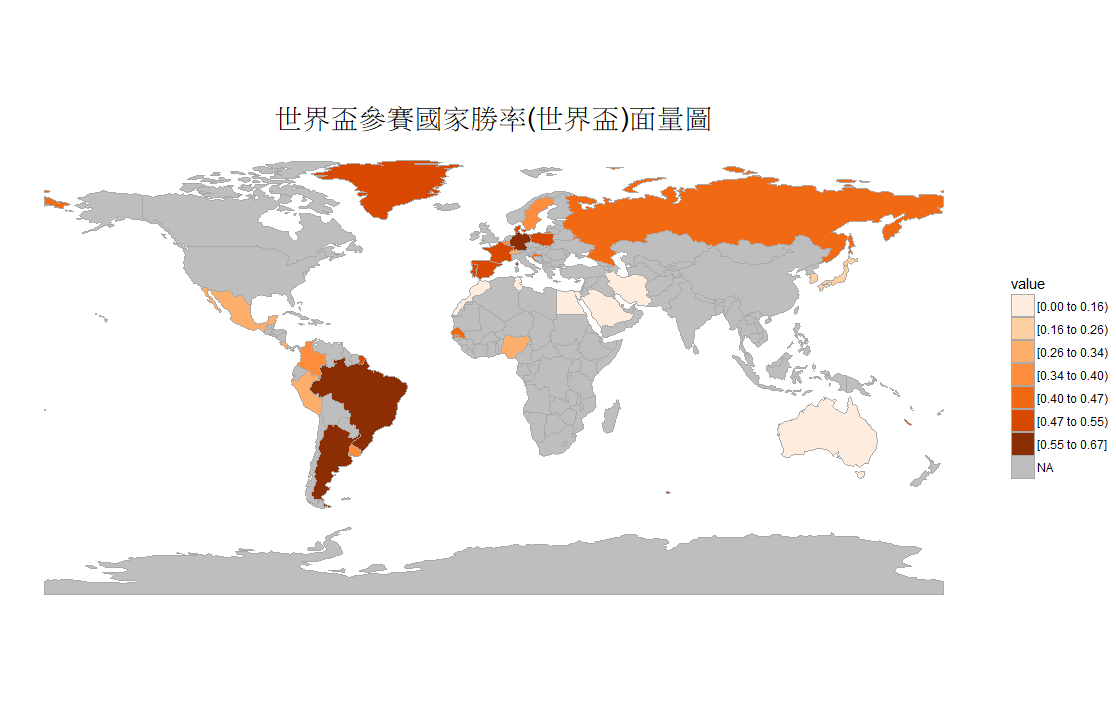 世界盃參賽國家勝率(世界盃)面量圖
value
[0.00 to 0.16)
[0.16 to 0.26)
[0.26 to 0.34)
[0.34 to 0.40)
[0.40 to 0.47)
[0.47 to 0.55)
[0.55 to 0.67]
NA